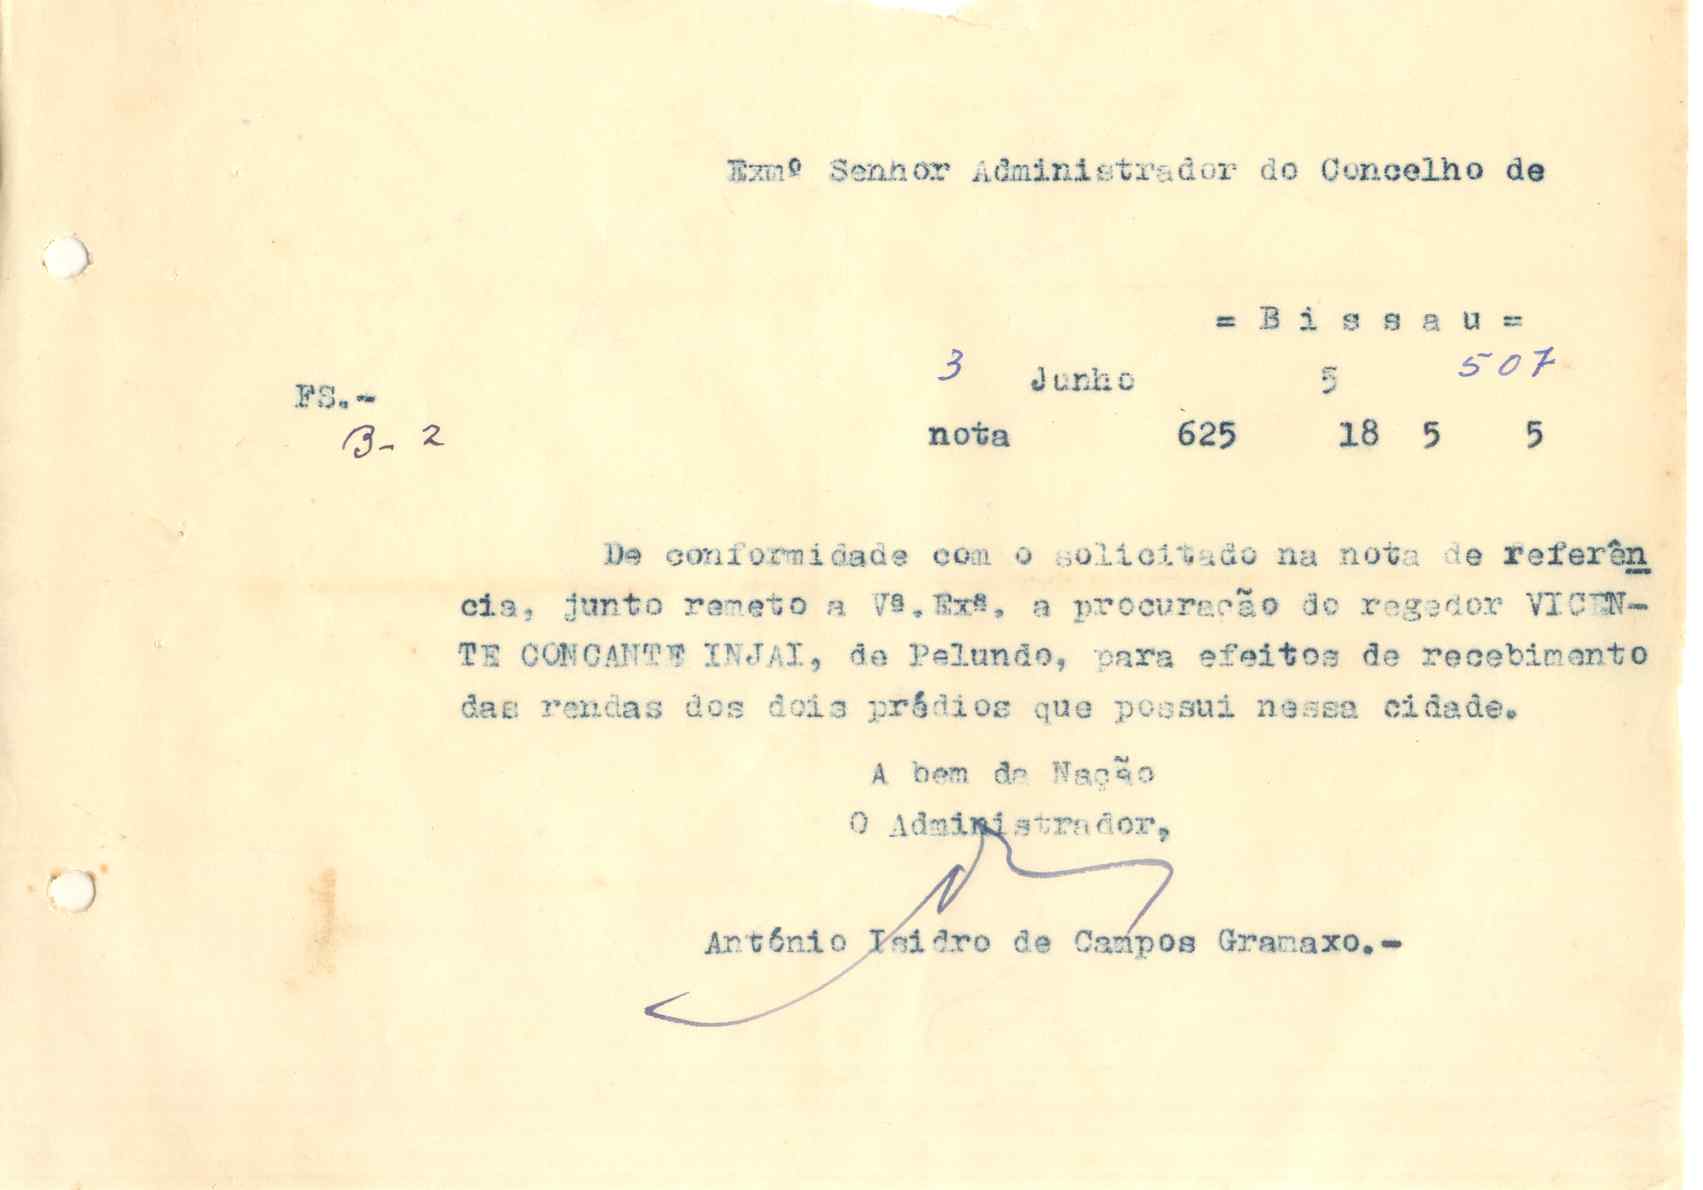 Exmº Senhor Administrador do Concelho de
= B i s s a u =
3 Junho 5 507
FS.-
B- 2
nota 625 18 5 5
De conformidade com o solicitado na nota de referên
cia, junto remeto a Vª.Exª. a procuração do regedor VICEN-
TE CONCANTE INJAI, de Pelundo, para efeitos de recebimento
das rendas dos dois prédios que possui nessa cidade.
A bem da Nação
O Administrador,
António Isidro de Campos Gramaxo.-